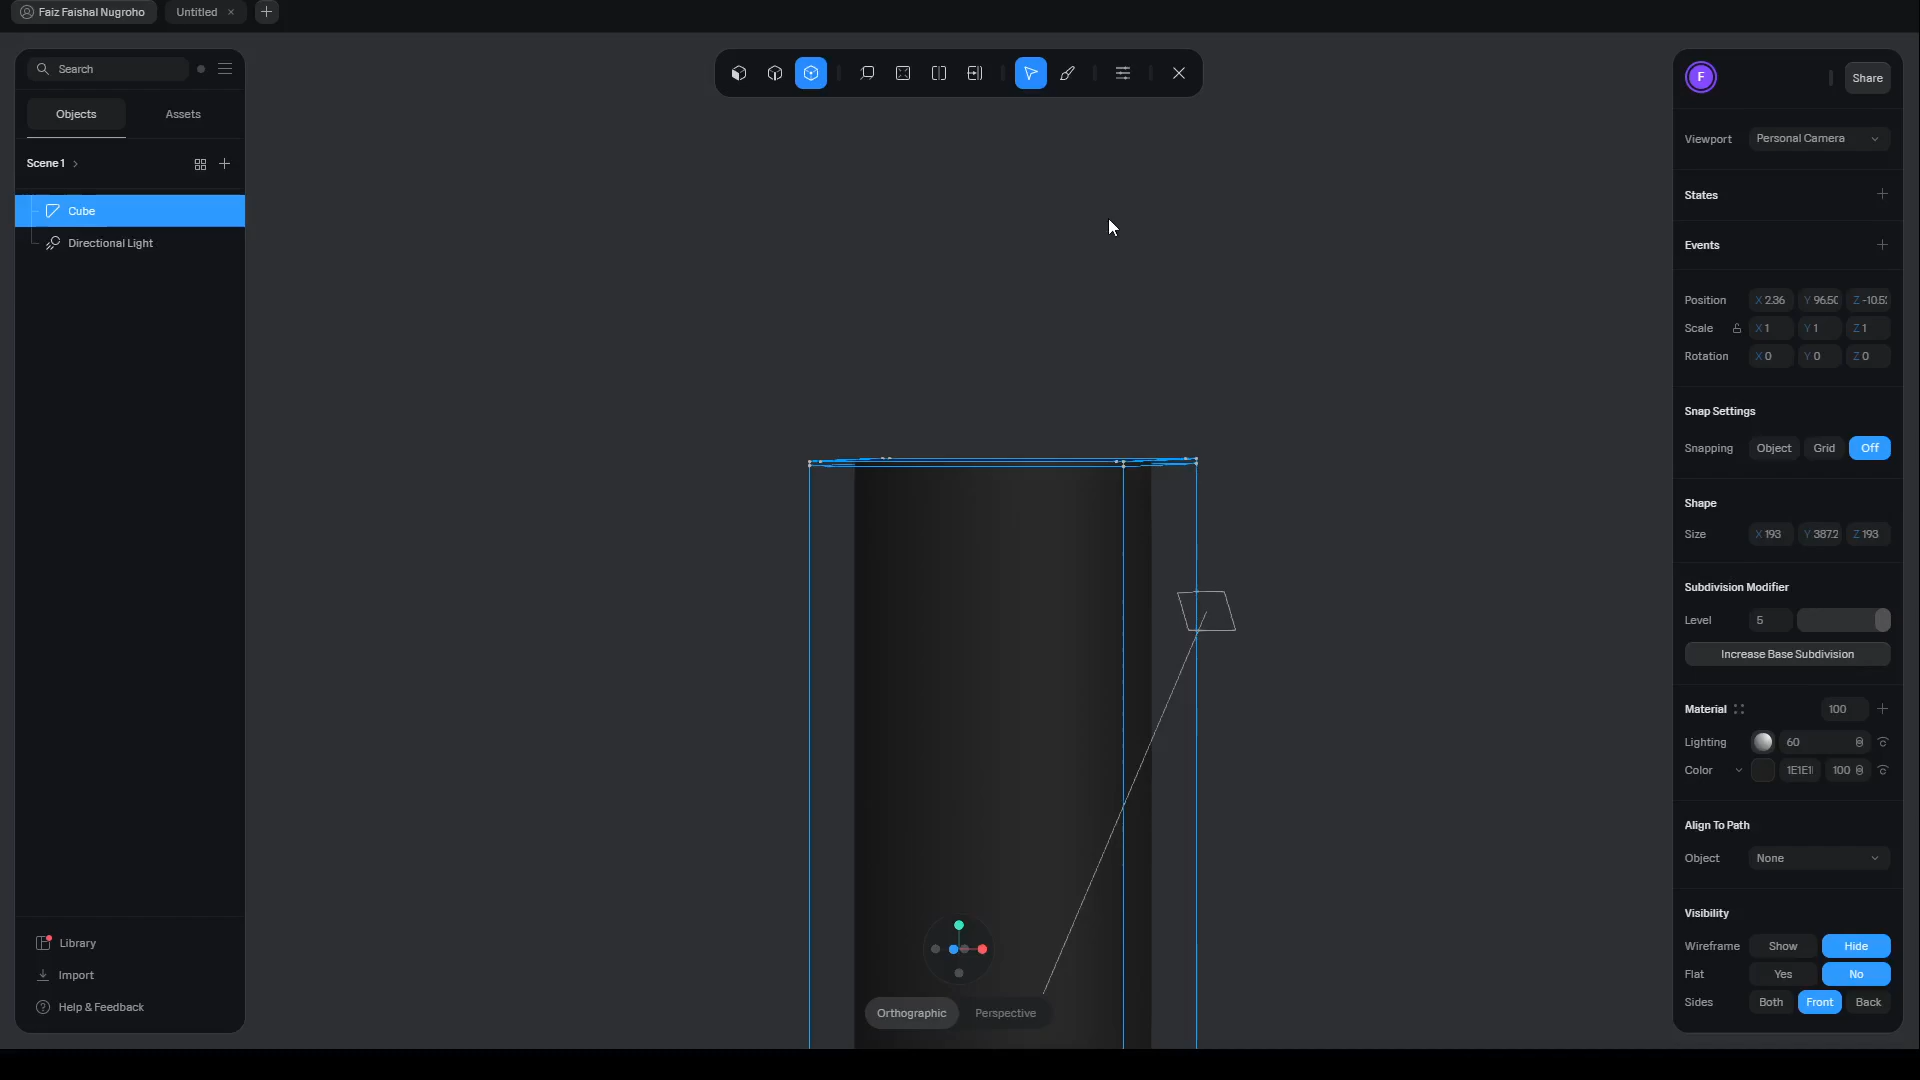 Faiz Faishal Nugroho
Untitled
Search
Objects
Assets
Scene 1
Cube
Directional Light
Library
Import
Help & Feedback
Orthographic
Perspective
F
Share
Viewport
Personal Camera
States
Events
Position
X 2.36
Y 96.50
Z -10.52
Scale
X 1
Y 1
Z 1
Rotation
X 0
Y 0
Z 0
Snap Settings
Snapping
Object
Grid
Off
Shape
Size
X 193
Y 387.2
Z 193
Subdivision Modifier
Level
5
Increase Base Subdivision
Material
100
Lighting
60
Color
1E1E1
100
Align To Path
Object
None
Visibility
Wireframe
Show
Hide
Flat
Yes
No
Sides
Both
Front
Back